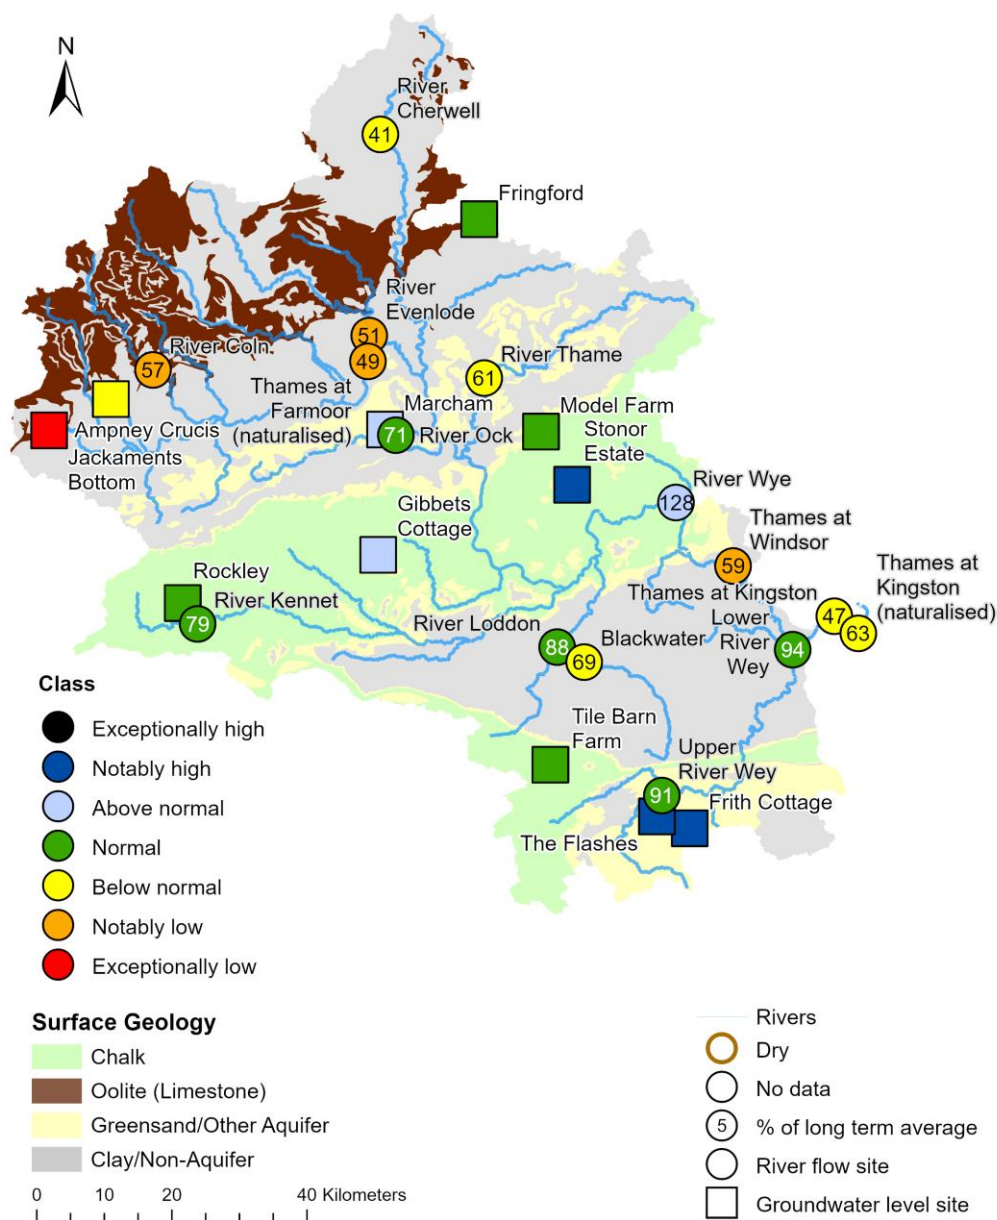 N
River
Cherwell
41
Fringford
River
Evenlode
51
River Coln
57
49
River Thame
61
Thames at
Farmoor
(naturalised)
Marcham
71
River Ock
Model Farm
Stonor
Estate
Ampney Crucis
Jackaments
Bottom
River Wye
128
Gibbets
Cottage
Thames at
Windsor
59
Thames at
Kingston
(naturalised)
Rockley
River Kennet
79
Thames at Kingston
47
63
River Loddon
Lower
River
Wey
94
88
Blackwater
69
Tile Barn
Farm
Upper
River Wey
91
Frith Cottage
The Flashes
Class
Exceptionally high
Notably high
Above normal
Normal
Below normal
Notably low
Exceptionally low
Surface Geology
Chalk
Oolite (Limestone)
Greensand/Other Aquifer
Clay/Non-Aquifer
0 10 20 40 Kilometers
Rivers
Dry
No data
5 % of long term average
River flow site
Groundwater level site